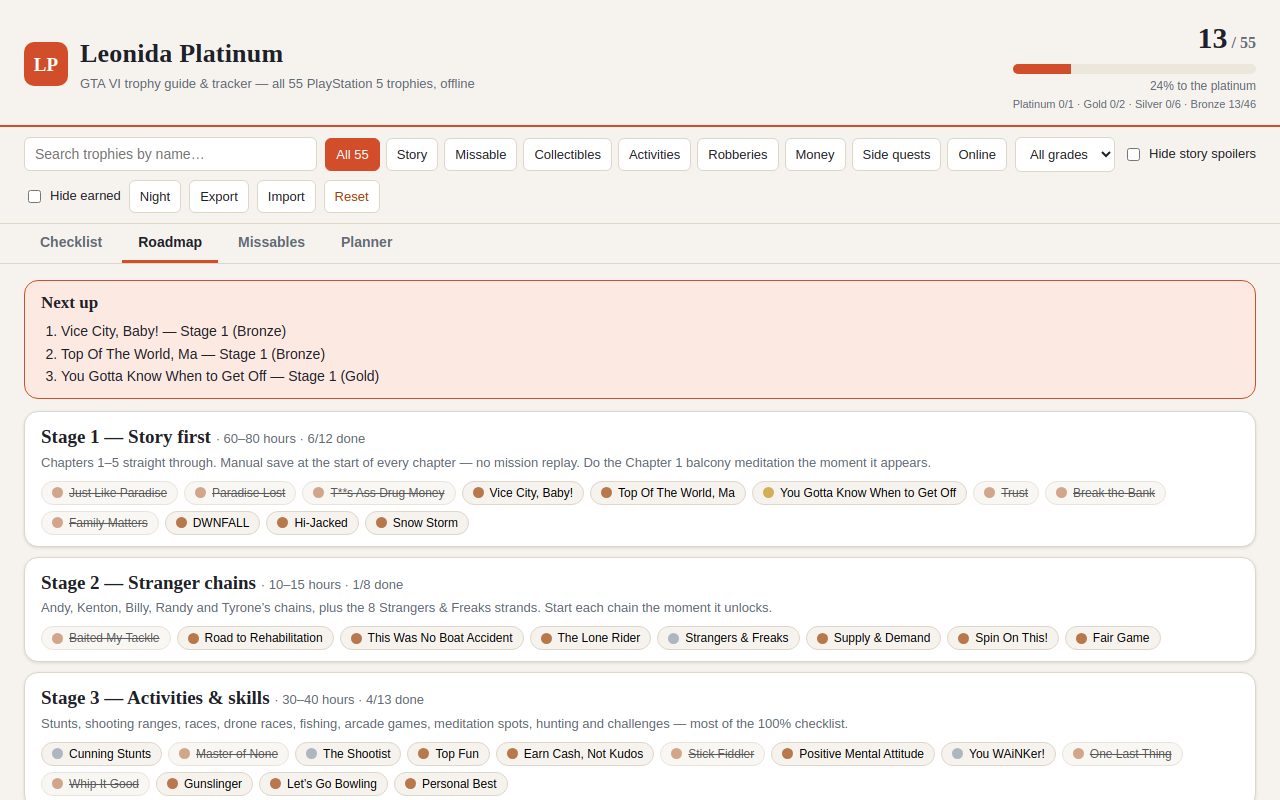 LP
Leonida Platinum
GTA VI trophy guide & tracker — all 55 PlayStation 5 trophies, offline
13 / 55
24% to the platinum
Platinum 0/1 · Gold 0/2 · Silver 0/6 · Bronze 13/46
Search trophies by name…
All 55
Story
Missable
Collectibles
Activities
Robberies
Money
Side quests
Online
All grades
Hide story spoilers
Hide earned
Night
Export
Import
Reset
Checklist
Roadmap
Missables
Planner
Next up
1. Vice City, Baby! — Stage 1 (Bronze)
2. Top Of The World, Ma — Stage 1 (Bronze)
3. You Gotta Know When to Get Off — Stage 1 (Gold)
Stage 1 — Story first · 60–80 hours · 6/12 done
Chapters 1–5 straight through. Manual save at the start of every chapter — no mission replay. Do the Chapter 1 balcony meditation the moment it appears.
Just Like Paradise
Paradise Lost
T**s Ass Drug Money
Vice City, Baby!
Top Of The World, Ma
You Gotta Know When to Get Off
Trust
Break the Bank
Family Matters
DWNFALL
Hi-Jacked
Snow Storm
Stage 2 — Stranger chains · 10–15 hours · 1/8 done
Andy, Kenton, Billy, Randy and Tyrone's chains, plus the 8 Strangers & Freaks strands. Start each chain the moment it unlocks.
Baited My Tackle
Road to Rehabilitation
This Was No Boat Accident
The Lone Rider
Strangers & Freaks
Supply & Demand
Spin On This!
Fair Game
Stage 3 — Activities & skills · 30–40 hours · 4/13 done
Stunts, shooting ranges, races, drone races, fishing, arcade games, meditation spots, hunting and challenges — most of the 100% checklist.
Cunning Stunts
Master of None
The Shootist
Top Fun
Earn Cash, Not Kudos
Stick Fiddler
Positive Mental Attitude
You WAiNKer!
One Last Thing
Whip It Good
Gunslinger
Let's Go Bowling
Personal Best